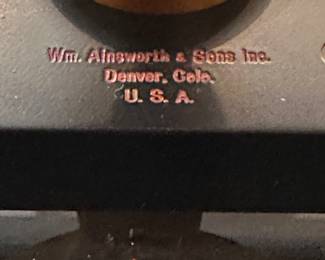 Wm. Ainsworth & Sons Inc.
Denver, Colo.
U. S. A.